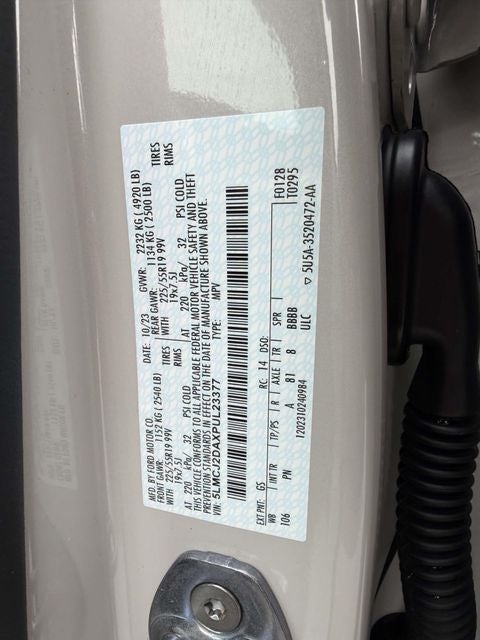 MFD. BY FORD MOTOR CO.
DATE: 10/23 GVWR: 2232 KG ( 4920 LB)
FRONT GAWR: 1152 KG ( 2540 LB) REAR GAWR: 1134 KG ( 2500 LB)
WITH 225/55R19 99V TIRES WITH 225/55R19 99V TIRES
19x7.5J RIMS 19x7.5J RIMS
AT 220 kPa/ 32 PSI COLD AT 220 kPa/ 32 PSI COLD
THIS VEHICLE CONFORMS TO ALL APPLICABLE FEDERAL MOTOR VEHICLE SAFETY AND THEFT
PREVENTION STANDARDS IN EFFECT ON THE DATE OF MANUFACTURE SHOWN ABOVE.
VIN: 5LMCJ2DAXPUL23377 TYPE: MPV
F0128
T0295
EXT PNT: GS RC: 14 DSO:
WB INT TR TP/PS R AXLE TR SPR
106 PN A 81 8 BBBB
1202310240984 ULC
5U5A-3520472-AA